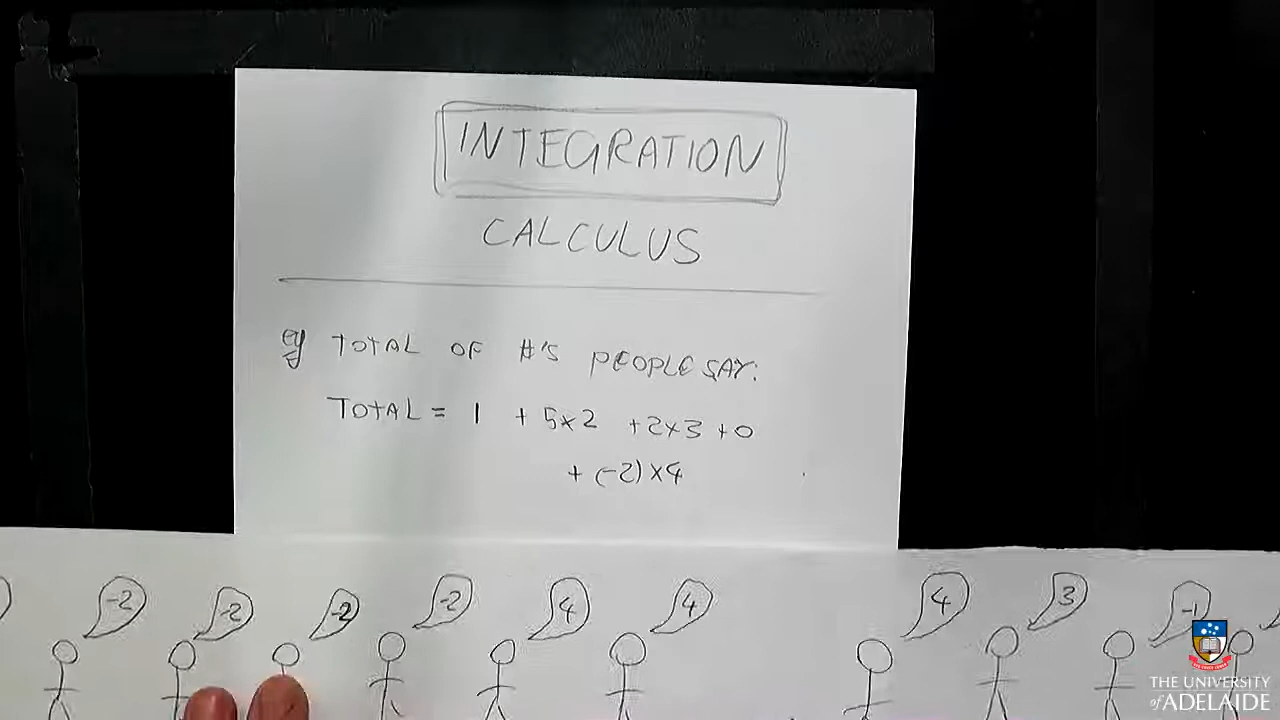 INTEGRATION
CALCULUS
eg TOTAL OF #'S PEOPLE SAY:
TOTAL = 1 + 5×2 +2×3 +0
+ (-2) ×4
-2 -2 -2 -2 4 4 4 3 -1
THE UNIVERSITY
of ADELAIDE